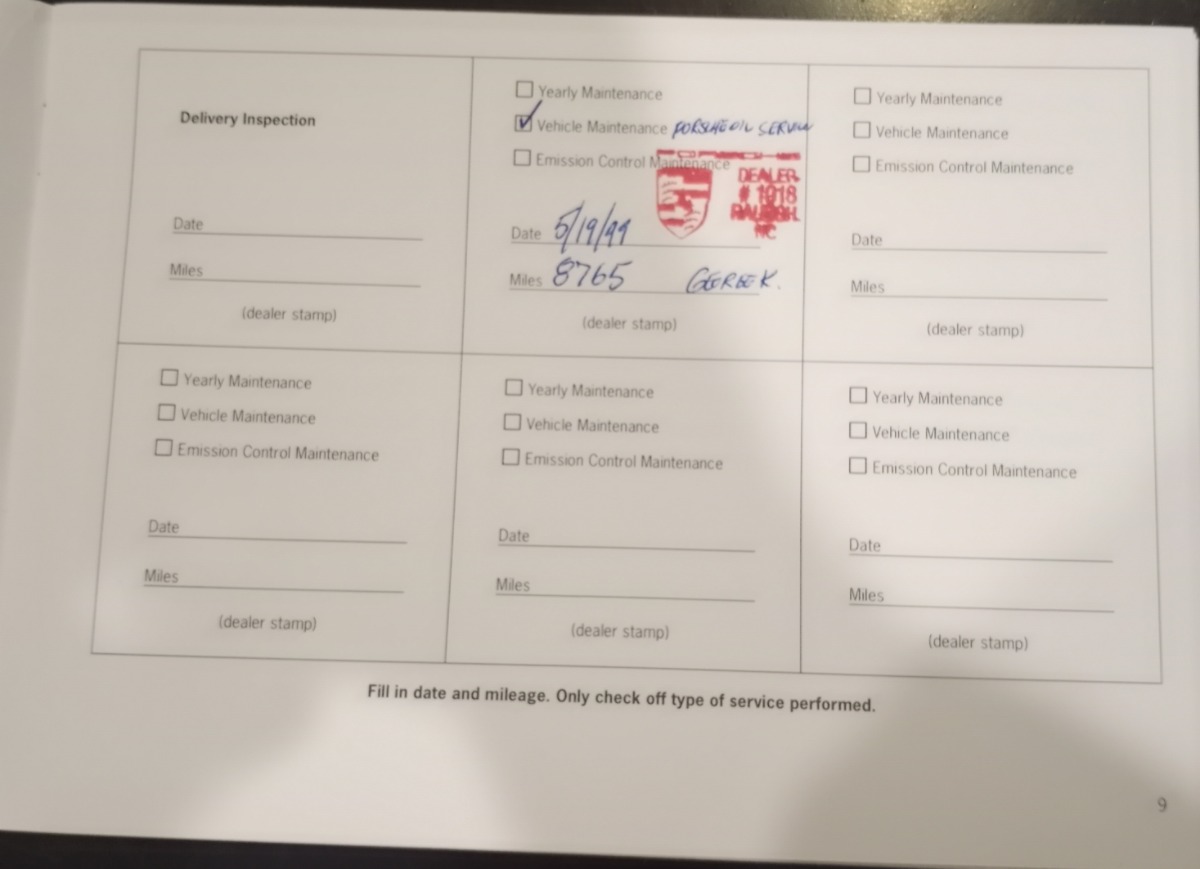 Delivery Inspection
Date
Miles
(dealer stamp)
Yearly Maintenance
Vehicle Maintenance PORSCHE OIL SERVICE
Emission Control Maintenance
DEALER
# 1918
RALEIGH
NC
Date 5/19/99
Miles 8765
(dealer stamp)
Yearly Maintenance
Vehicle Maintenance
Emission Control Maintenance
Date
Miles
(dealer stamp)
Yearly Maintenance
Vehicle Maintenance
Emission Control Maintenance
Date
Miles
(dealer stamp)
Yearly Maintenance
Vehicle Maintenance
Emission Control Maintenance
Date
Miles
(dealer stamp)
Yearly Maintenance
Vehicle Maintenance
Emission Control Maintenance
Date
Miles
(dealer stamp)
Fill in date and mileage. Only check off type of service performed.
9